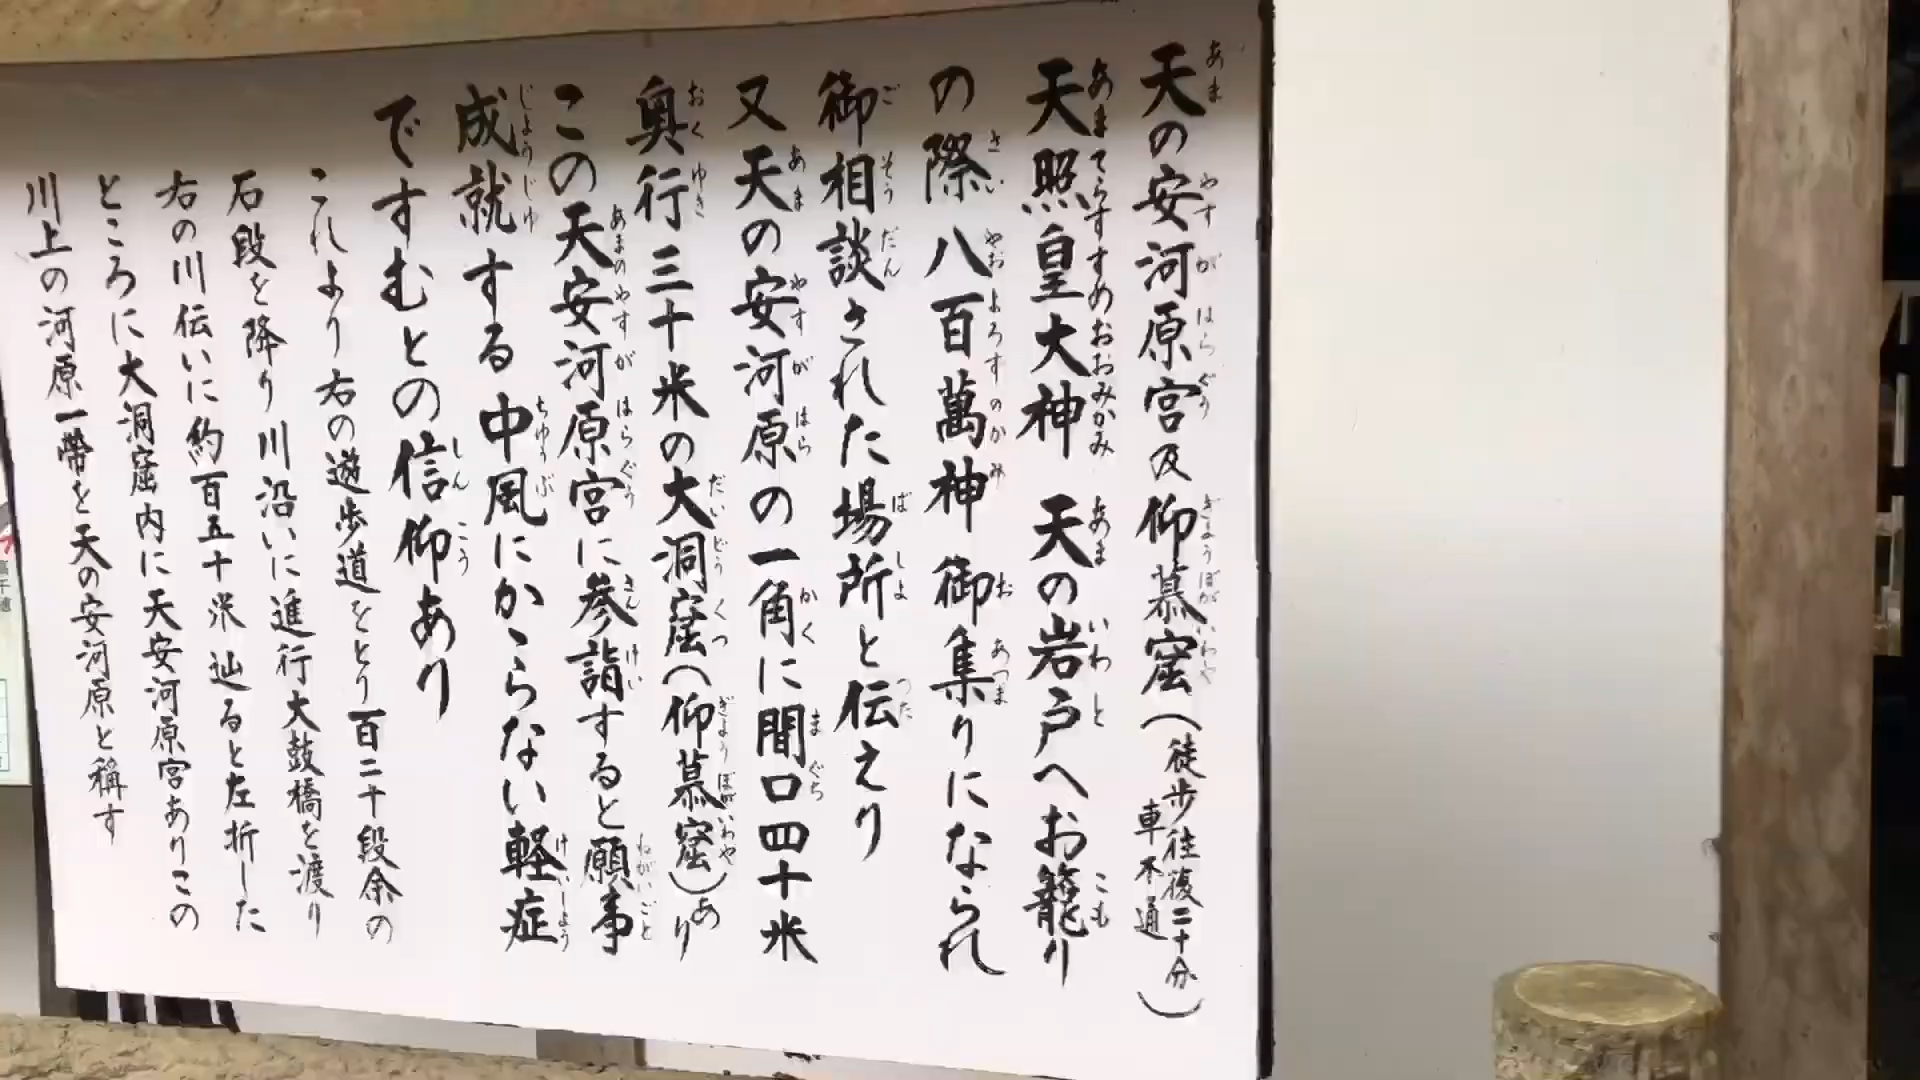 天の安河原宮及仰慕窟(徒歩往復二十分)車不通
天照皇大神 天の岩戸へお籠り
の際 八百萬神 御集りになられ
御相談された場所と伝えり
又天の安河原の一角に間口四十米
奥行三十米の大洞窟(仰慕窟)あり
この天安河原宮に参詣すると願事
成就する 中風にかゝらない軽症
ですむとの信仰あり
これより右の遊歩道をとり百二十段余の
石段を降り川沿いに進行大鼓橋を渡り
右の川伝いに約百五十米辿ると左折した
ところに大洞窟内に天安河原宮ありこの
川上の河原一帶を天の安河原と稱す